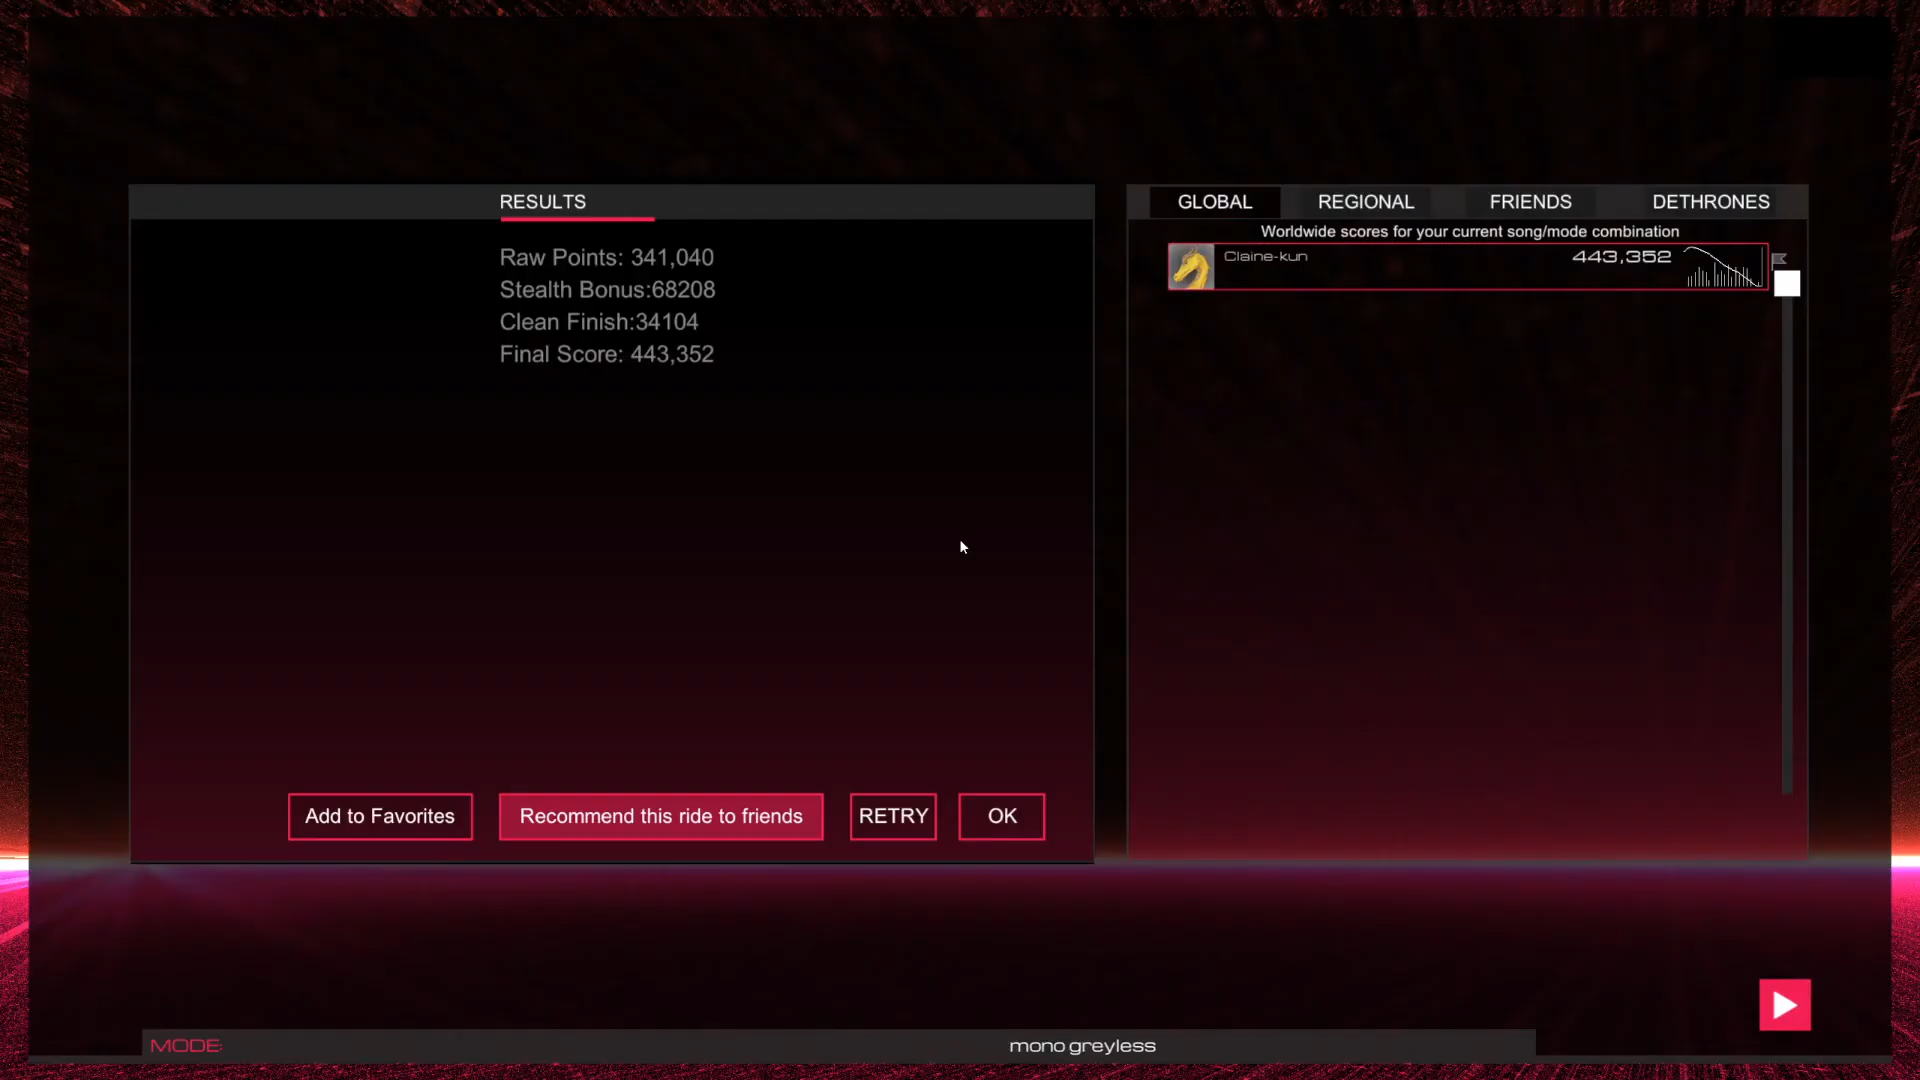 RESULTS
Raw Points: 341,040
Stealth Bonus:68208
Clean Finish:34104
Final Score: 443,352
Add to Favorites
Recommend this ride to friends
RETRY
OK
GLOBAL
REGIONAL
FRIENDS
DETHRONES
Worldwide scores for your current song/mode combination
Claine-kun
443,352
MODE:
mono greyless